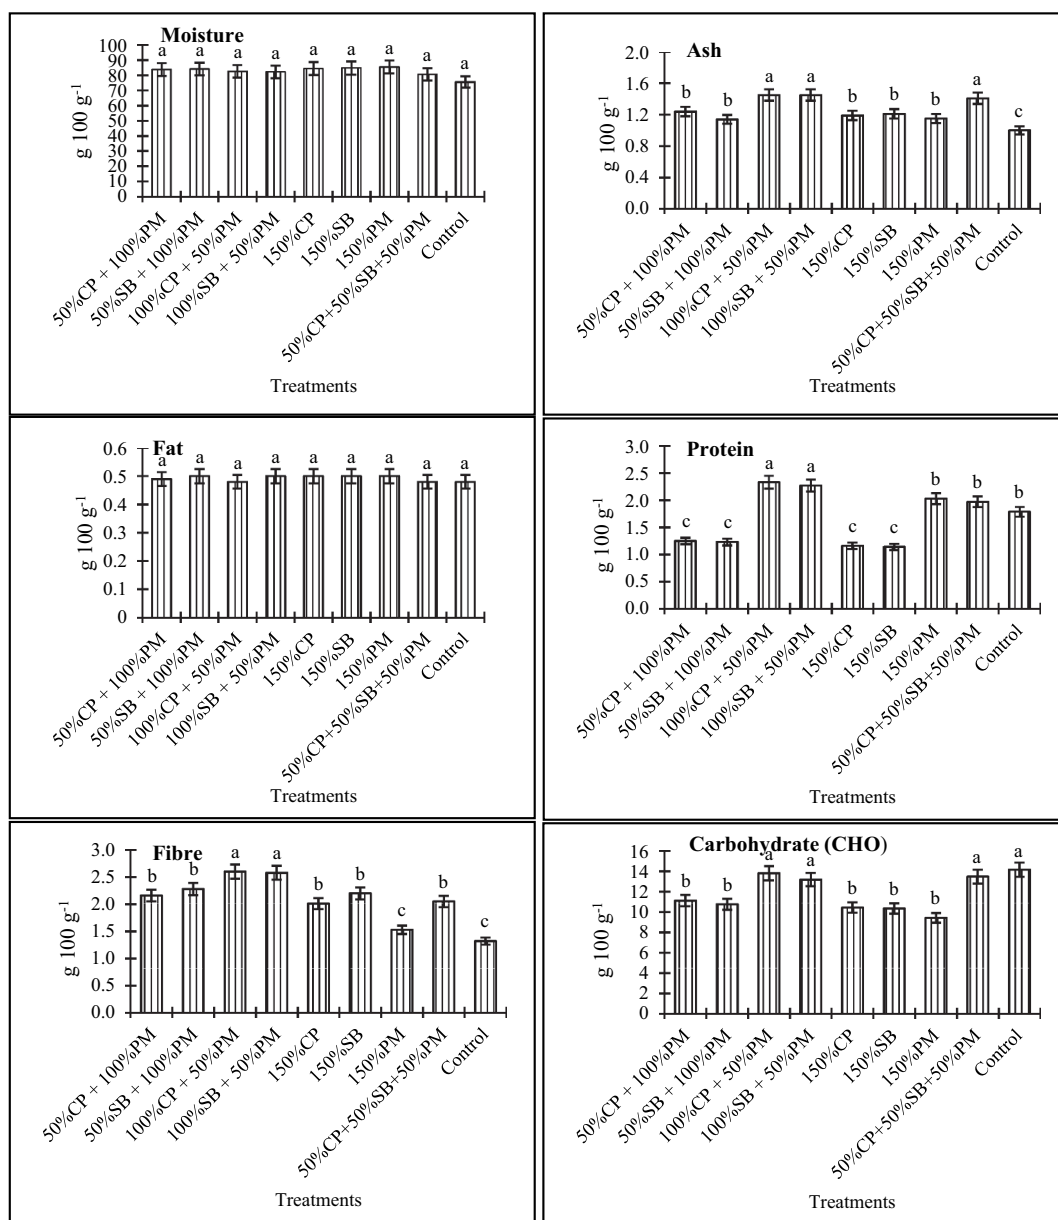 Moisture
g 100 g⁻¹
100
90
80
70
60
50
40
30
20
10
0
a a a a a a a a a
50%CP + 100%PM
50%SB + 100%PM
100%CP + 50%PM
100%SB + 50%PM
150%CP
150%SB
150%PM
50%CP+50%SB+50%PM
Control
Treatments
Ash
g 100 g⁻¹
2.0
1.6
1.2
0.8
0.4
0.0
b b a a b b b a c
50%CP + 100%PM
50%SB + 100%PM
100%CP + 50%PM
100%SB + 50%PM
150%CP
150%SB
150%PM
50%CP+50%SB+50%PM
Control
Treatments
Fat
g 100 g⁻¹
0.6
0.5
0.4
0.3
0.2
0.1
0
a a a a a a a a a
50%CP + 100%PM
50%SB + 100%PM
100%CP + 50%PM
100%SB + 50%PM
150%CP
150%SB
150%PM
50%CP+50%SB+50%PM
Control
Treatments
Protein
g 100 g⁻¹
3.0
2.5
2.0
1.5
1.0
0.5
0.0
c c a a c c b b b
50%CP + 100%PM
50%SB + 100%PM
100%CP + 50%PM
100%SB + 50%PM
150%CP
150%SB
150%PM
50%CP+50%SB+50%PM
Control
Treatments
Fibre
g 100 g⁻¹
3.0
2.5
2.0
1.5
1.0
0.5
0.0
b b a a b b c b c
50%CP + 100%PM
50%SB + 100%PM
100%CP + 50%PM
100%SB + 50%PM
150%CP
150%SB
150%PM
50%CP+50%SB+50%PM
Control
Treatments
Carbohydrate (CHO)
g 100 g⁻¹
16
14
12
10
8
6
4
2
0
b b a a b b b a a
50%CP + 100%PM
50%SB + 100%PM
100%CP + 50%PM
100%SB + 50%PM
150%CP
150%SB
150%PM
50%CP+50%SB+50%PM
Control
Treatments